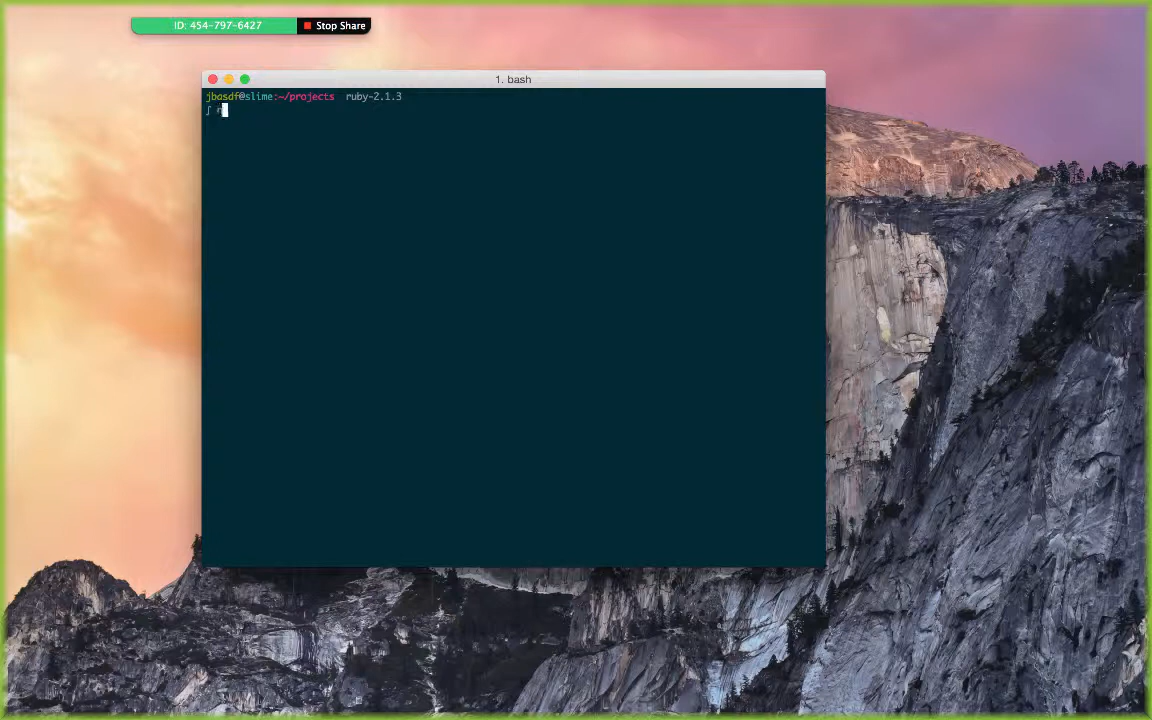 ID: 454-797-6427
Stop Share
1. bash
jbasdf@slime:~/projects ruby-2.1.3
∫ n